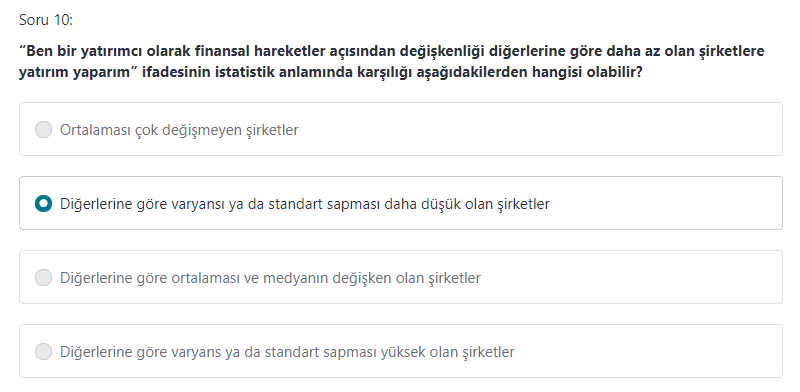 Soru 10:
“Ben bir yatırımcı olarak finansal hareketler açısından değişkenliği diğerlerine göre daha az olan şirketlere
yatırım yaparım” ifadesinin istatistik anlamında karşılığı aşağıdakilerden hangisi olabilir?
Ortalaması çok değişmeyen şirketler
Diğerlerine göre varyansı ya da standart sapması daha düşük olan şirketler
Diğerlerine göre ortalaması ve medyanın değişken olan şirketler
Diğerlerine göre varyans ya da standart sapması yüksek olan şirketler